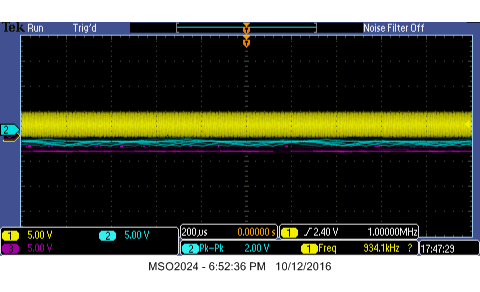 Tek Run Trig'd Noise Filter Off
2
1 5.00 V 2 5.00 V 200µs 0.00000 s 1 2.40 V 1.00000MHz
3 5.00 V 2 Pk-Pk 2.00 V 1 Freq 934.1kHz ? 17:47:29
MSO2024 - 6:52:36 PM 10/12/2016